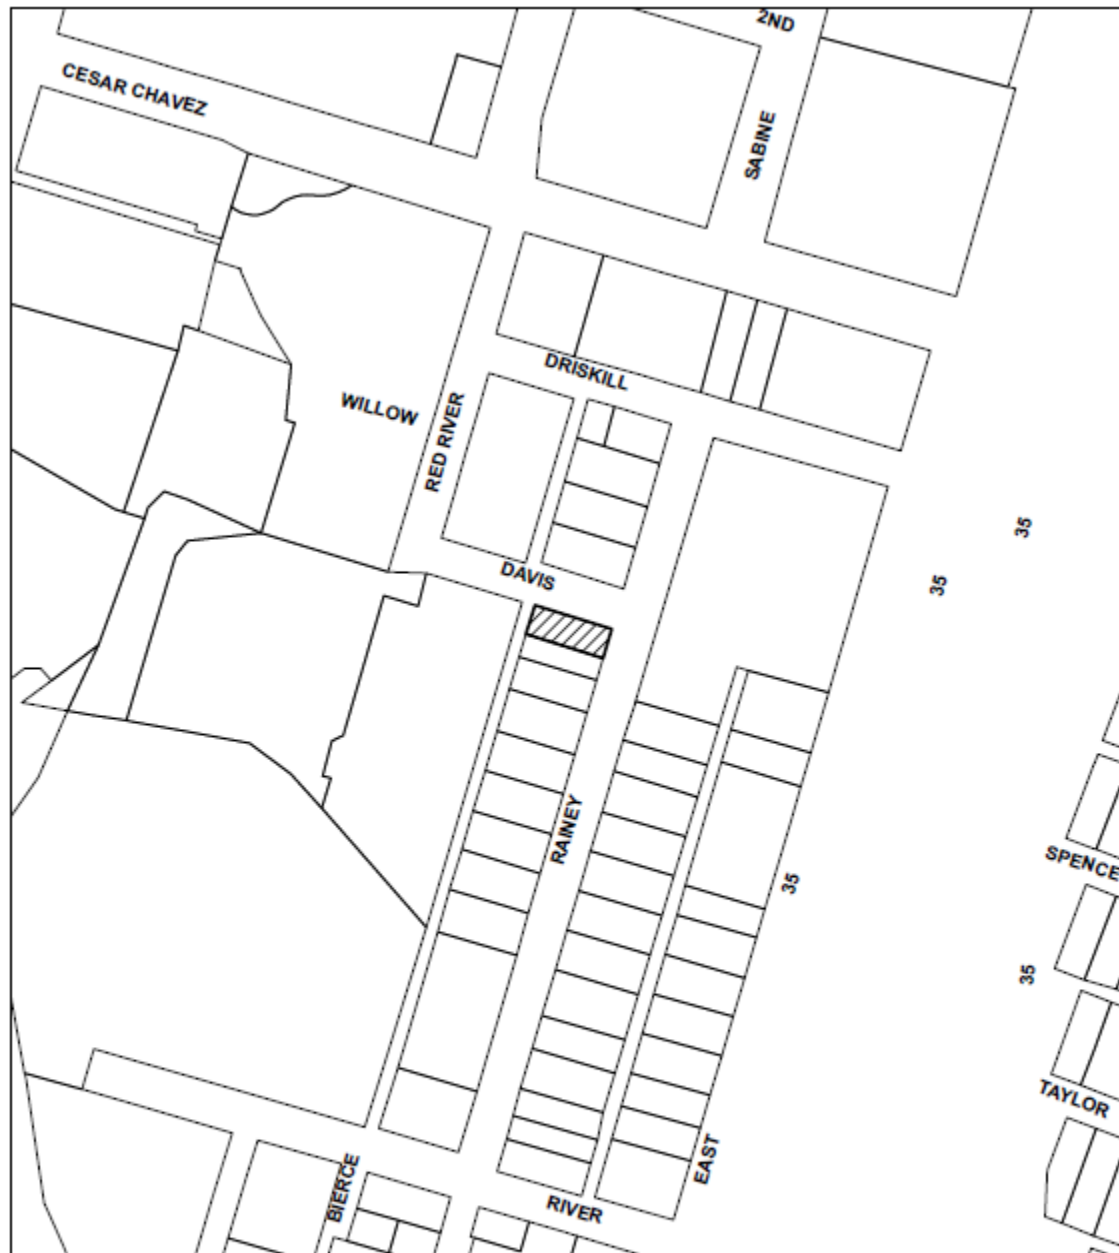 2ND
CESAR CHAVEZ
SABINE
DRISKILL
WILLOW
RED RIVER
35
DAVIS
35
RAINEY
SPENCE
35
35
TAYLOR
EAST
BIERCE
RIVER